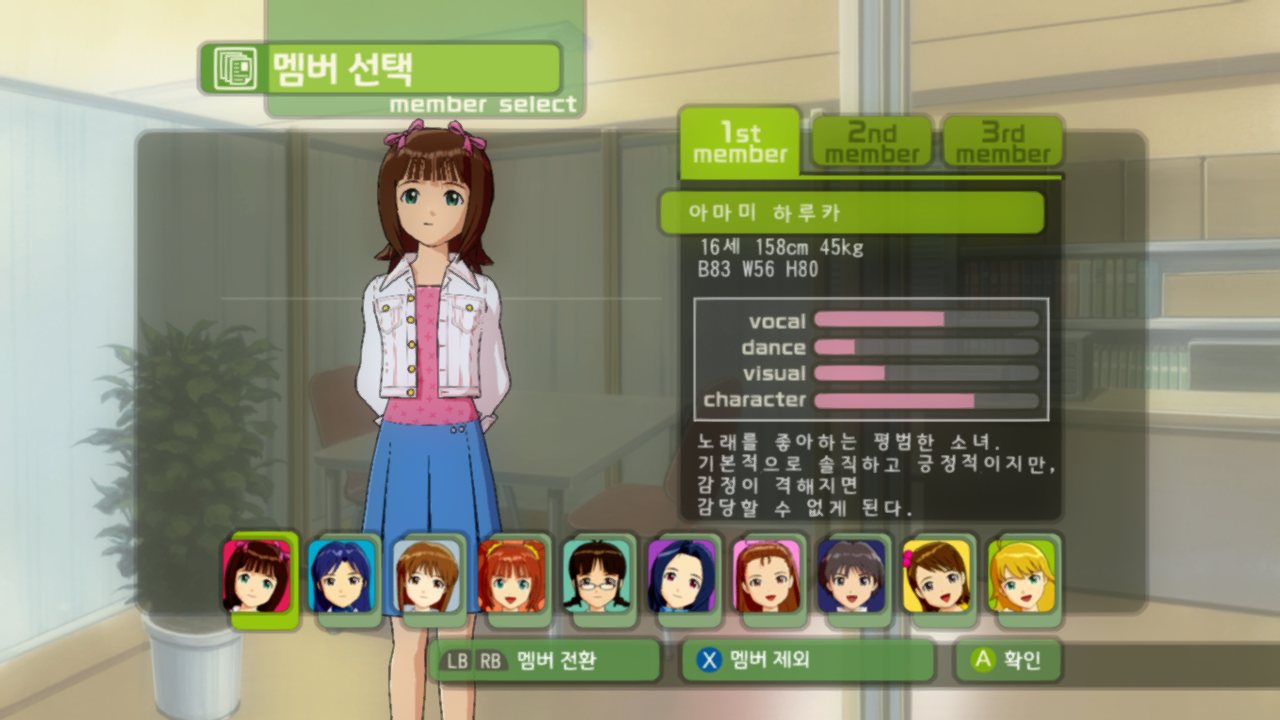 멤버 선택
member select
1st member
2nd member
3rd member
아마미 하루카
16세 158cm 45kg
B83 W56 H80
vocal
dance
visual
character
노래를 좋아하는 평범한 소녀.
기본적으로 솔직하고 긍정적이지만,
감정이 격해지면
감당할 수 없게 된다.
LB RB 멤버 전환
X 멤버 제외
A 확인